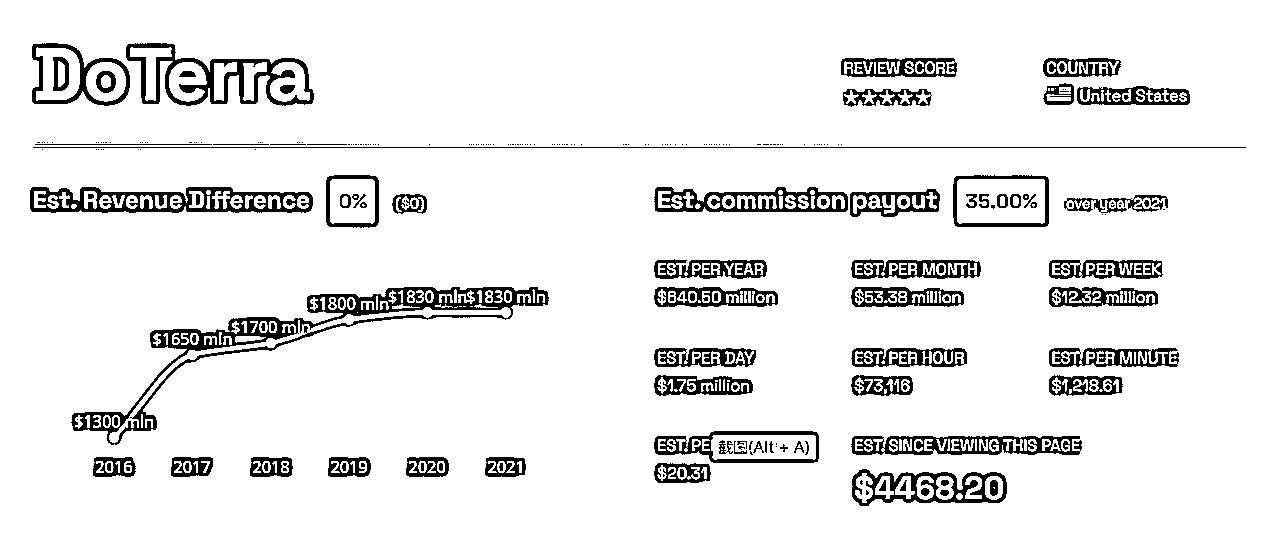 DoTerra
REVIEW SCORE
COUNTRY
United States
Est. Revenue Difference 0% ($0)
Est. commission payout 35.00% over year 2021
$1300 mln
$1650 mln
$1700 mln
$1800 mln
$1830 mln
$1830 mln
2016 2017 2018 2019 2020 2021
EST. PER YEAR
$640.50 million
EST. PER MONTH
$53.38 million
EST. PER WEEK
$12.32 million
EST. PER DAY
$1.75 million
EST. PER HOUR
$73,116
EST. PER MINUTE
$1,218.61
EST. PE
截图(Alt + A)
$20.31
EST. SINCE VIEWING THIS PAGE
$4468.20